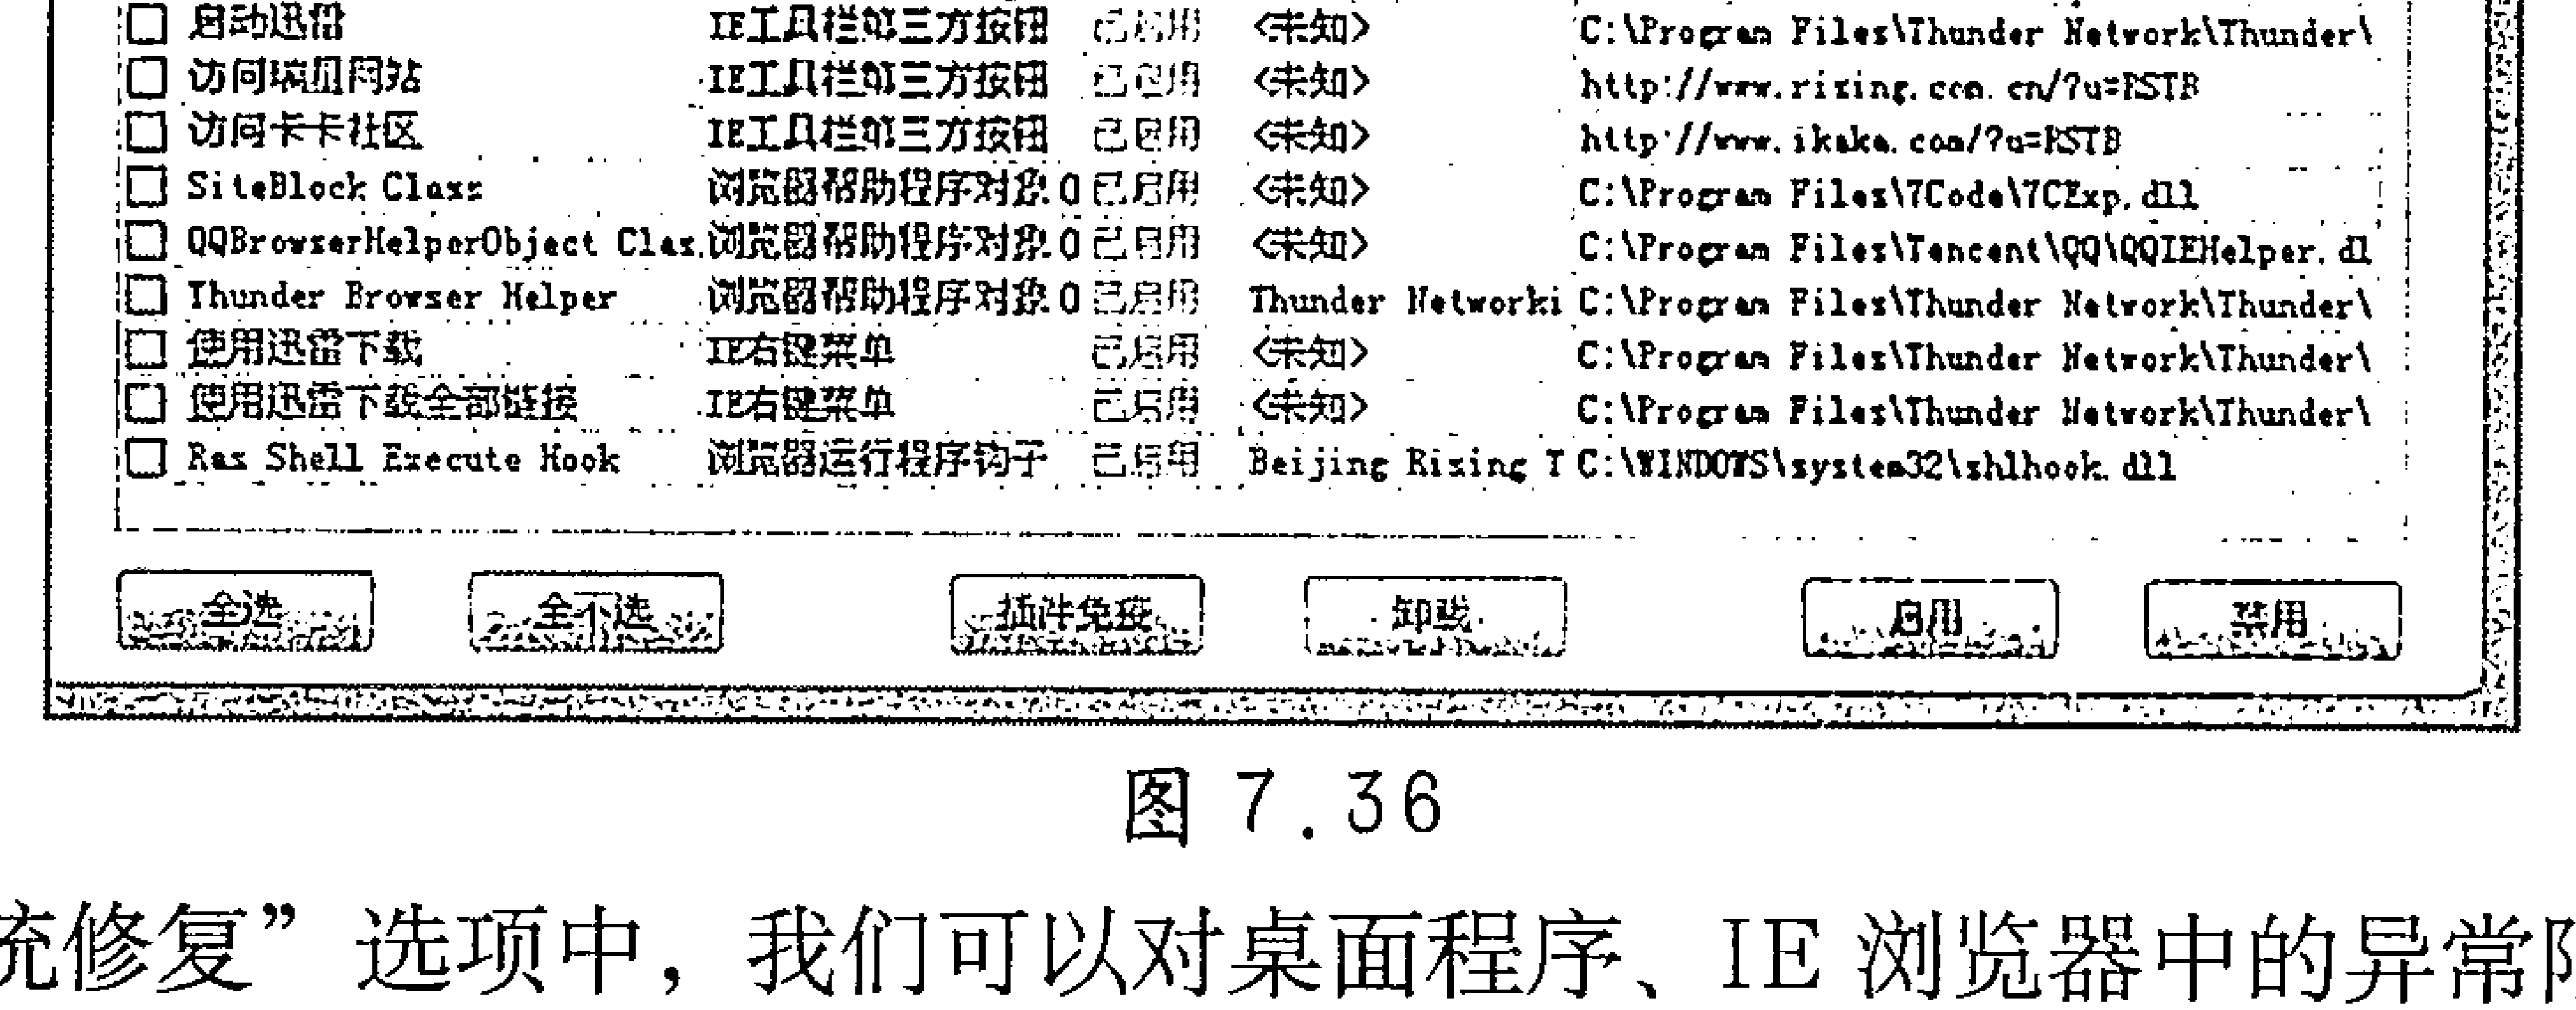 启动迅雷 IE工具栏第三方按钮 已启用 <未知> C:\Program Files\Thunder Network\Thunder\
访问瑞星网站 IE工具栏第三方按钮 已启用 <未知> http://www.rising.com.cn/?u=RSTB
访问卡卡社区 IE工具栏第三方按钮 已启用 <未知> http://www.ikaka.com/?u=RSTB
SiteBlock Class 浏览器帮助程序对象.O 已启用 <未知> C:\Program Files\7Code\7CExp.dll
QQBrowserHelperObject Clas. 浏览器帮助程序对象.O 已启用 <未知> C:\Program Files\Tencent\QQ\QQIEHelper.dl
Thunder Browser Helper 浏览器帮助程序对象.O 已启用 Thunder Networki C:\Program Files\Thunder Network\Thunder\
使用迅雷下载 IE右键菜单 已启用 <未知> C:\Program Files\Thunder Network\Thunder\
使用迅雷下载全部链接 IE右键菜单 已启用 <未知> C:\Program Files\Thunder Network\Thunder\
Ras Shell Execute Hook 浏览器运行程序钩子 已启用 Beijing Rising T C:\WINDOWS\system32\shlhook.dll
全选 全不选 插件免疫 卸载 启用 禁用
图 7.36
统修复”选项中，我们可以对桌面程序、IE 浏览器中的异常